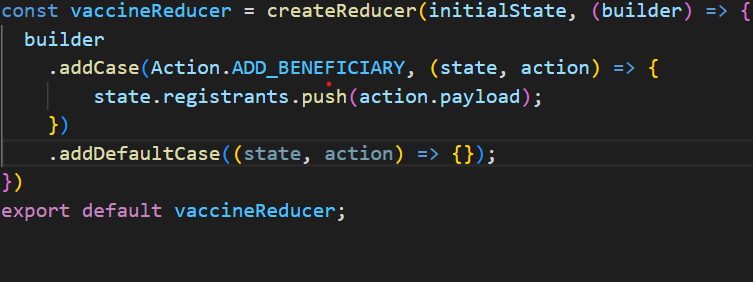 const vaccineReducer = createReducer(initialState, (builder) => {
  builder
    .addCase(Action.ADD_BENEFICIARY, (state, action) => {
        state.registrants.push(action.payload);
    })
    .addDefaultCase((state, action) => {});
})
export default vaccineReducer;